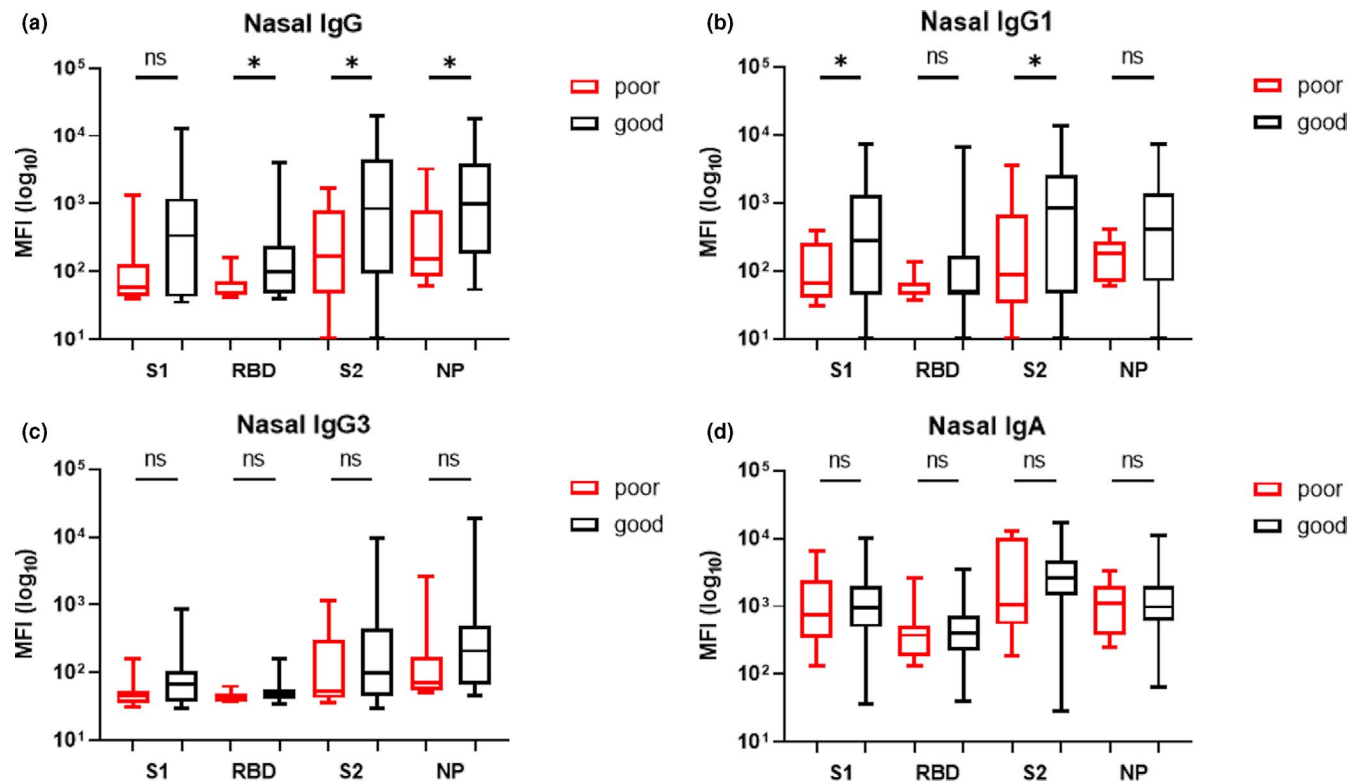 (a) Nasal IgG
ns * * *
MFI (log10)
10^5
10^4
10^3
10^2
10^1
S1 RBD S2 NP
poor
good
(b) Nasal IgG1
* ns * ns
MFI (log10)
10^5
10^4
10^3
10^2
10^1
S1 RBD S2 NP
poor
good
(c) Nasal IgG3
ns ns ns ns
MFI (log10)
10^5
10^4
10^3
10^2
10^1
S1 RBD S2 NP
poor
good
(d) Nasal IgA
ns ns ns ns
MFI (log10)
10^5
10^4
10^3
10^2
10^1
S1 RBD S2 NP
poor
good